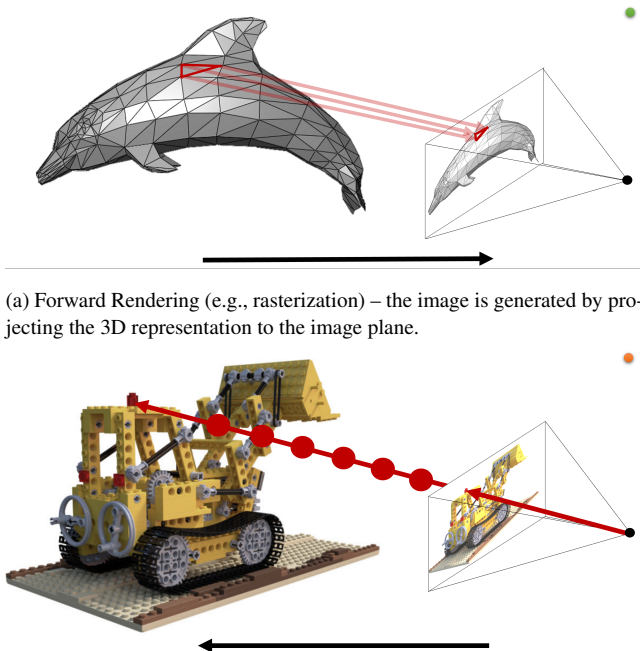 (a) Forward Rendering (e.g., rasterization) – the image is generated by pro-
jecting the 3D representation to the image plane.